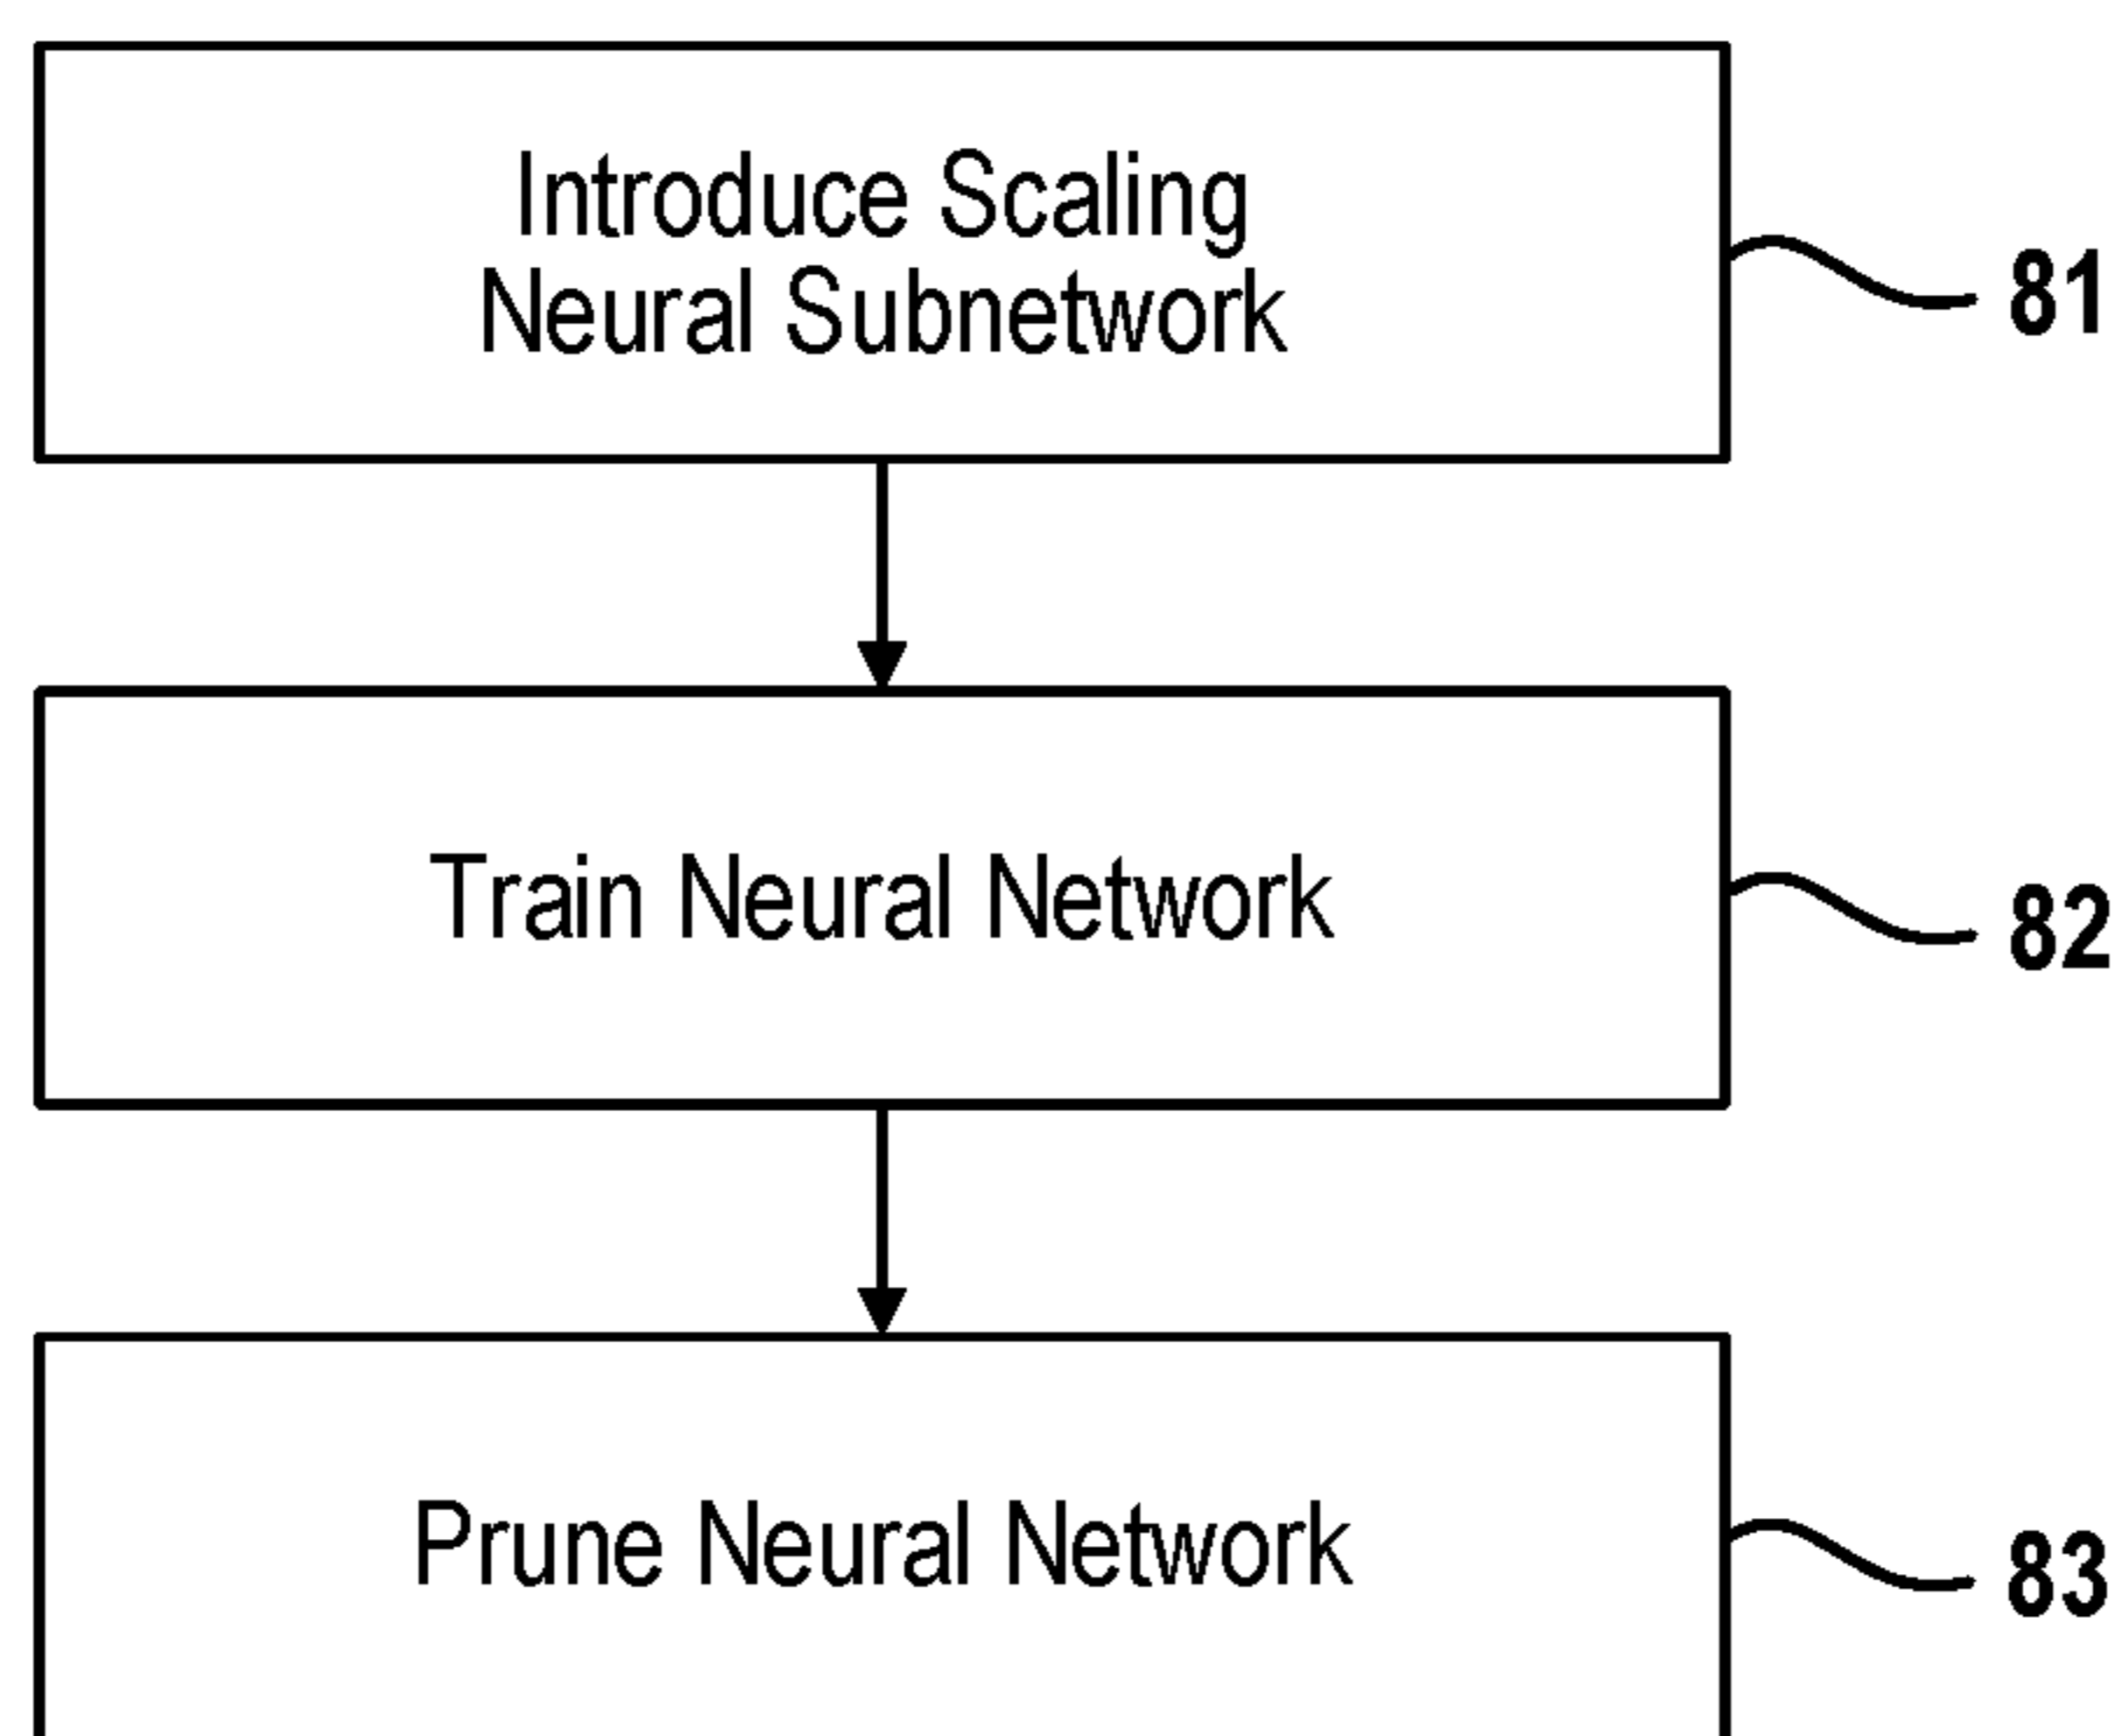 Introduce Scaling
Neural Subnetwork
81
Train Neural Network
82
Prune Neural Network
83